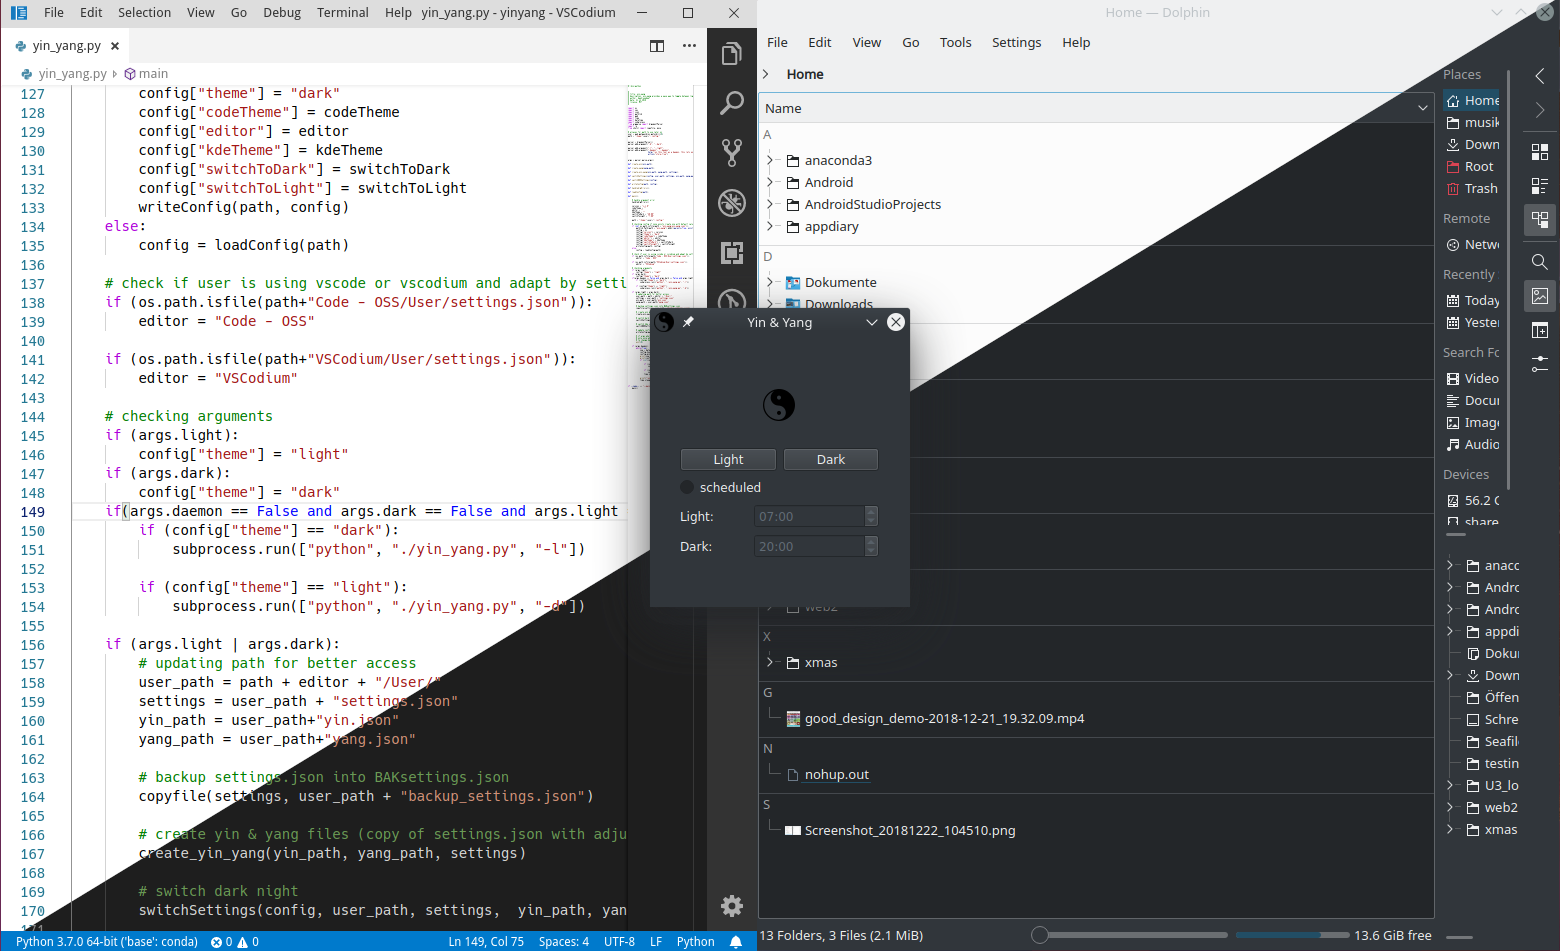 File Edit Selection View Go Debug Terminal Help yin_yang.py - yinyang - VSCodium
yin_yang.py
yin_yang.py main
127 config["theme"] = "dark"
128 config["codeTheme"] = codeTheme
129 config["editor"] = editor
130 config["kdeTheme"] = kdeTheme
131 config["switchToDark"] = switchToDark
132 config["switchToLight"] = switchToLight
133 writeConfig(path, config)
134 else:
135 config = loadConfig(path)
136
137 # check if user is using vscode or vscodium and adapt by setti
138 if (os.path.isfile(path+"Code - OSS/User/settings.json")):
139 editor = "Code - OSS"
140
141 if (os.path.isfile(path+"VSCodium/User/settings.json")):
142 editor = "VSCodium"
143
144 # checking arguments
145 if (args.light):
146 config["theme"] = "light"
147 if (args.dark):
148 config["theme"] = "dark"
149 if(args.daemon == False and args.dark == False and args.light
150 if (config["theme"] == "dark"):
151 subprocess.run(["python", "./yin_yang.py", "-l"])
152
153 if (config["theme"] == "light"):
154 subprocess.run(["python", "./yin_yang.py", "-d"])
155
156 if (args.light | args.dark):
157 # updating path for better access
158 user_path = path + editor + "/User/"
159 settings = user_path + "settings.json"
160 yin_path = user_path+"yin.json"
161 yang_path = user_path+"yang.json"
162
163 # backup settings.json into BAKsettings.json
164 copyfile(settings, user_path + "backup_settings.json")
165
166 # create yin & yang files (copy of settings.json with adju
167 create_yin_yang(yin_path, yang_path, settings)
168
169 # switch dark night
170 switchSettings(config, user_path, settings,  yin_path, yan
171
Python 3.7.0 64-bit ('base': conda) 0 0 Ln 149, Col 75 Spaces: 4 UTF-8 LF Python
Yin & Yang
Light Dark
scheduled
Light: 07:00
Dark: 20:00
Home — Dolphin
File Edit View Go Tools Settings Help
Home
Name
A
anaconda3
Android
AndroidStudioProjects
appdiary
D
Dokumente
Downloads
web2
X
xmas
G
good_design_demo-2018-12-21_19.32.09.mp4
N
nohup.out
S
Screenshot_20181222_104510.png
13 Folders, 3 Files (2.1 MiB) 13.6 GiB free
Places
Home
musik
Down
Root
Trash
Remote
Netw
Recently
Today
Yester
Search Fo
Video
Docu
Image
Audio
Devices
56.2 G
share
anaco
Andro
Andro
appdi
Dokur
Down
Öffen
Schre
Seafil
testin
U3_lo
web2
xmas